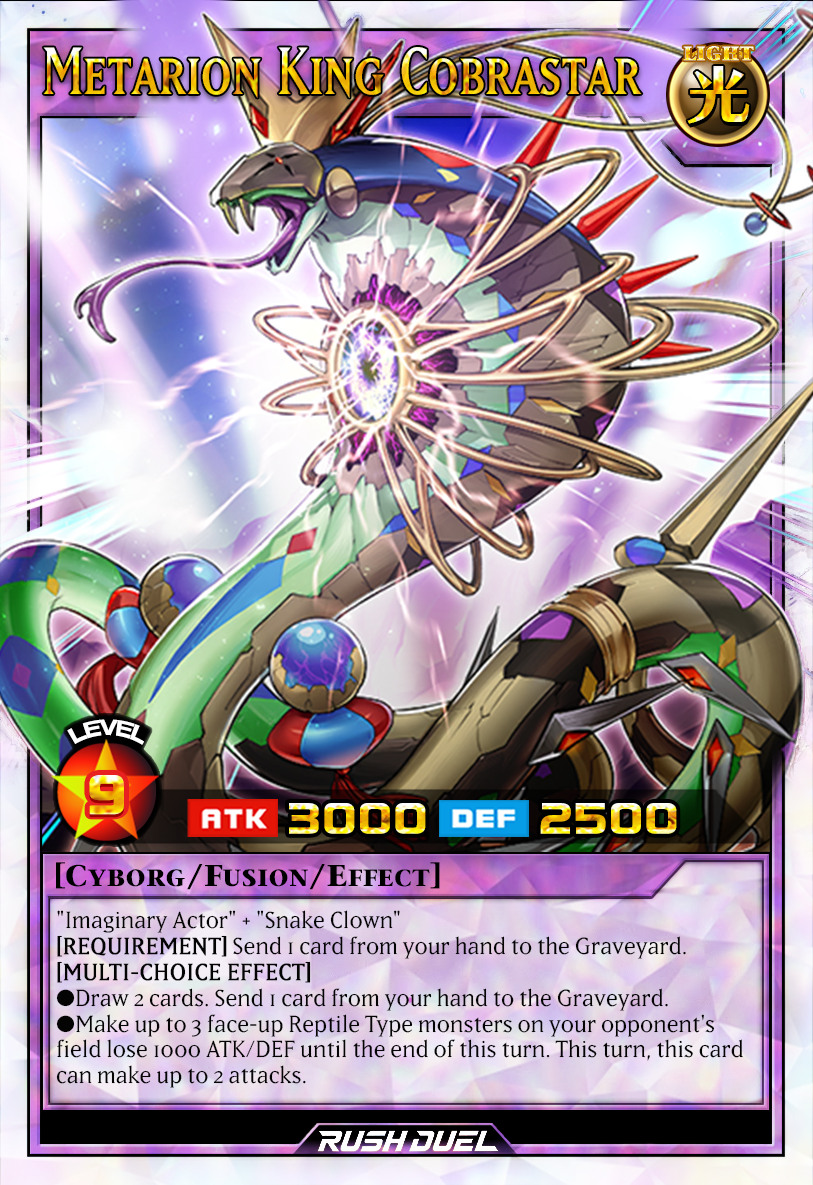 Metarion King Cobrastar
LIGHT
光
LEVEL
9
ATK 3000 DEF 2500
[Cyborg/Fusion/Effect]
"Imaginary Actor" + "Snake Clown"
[REQUIREMENT] Send 1 card from your hand to the Graveyard.
[MULTI-CHOICE EFFECT]
●Draw 2 cards. Send 1 card from your hand to the Graveyard.
●Make up to 3 face-up Reptile Type monsters on your opponent's
field lose 1000 ATK/DEF until the end of this turn. This turn, this card
can make up to 2 attacks.
RUSH DUEL